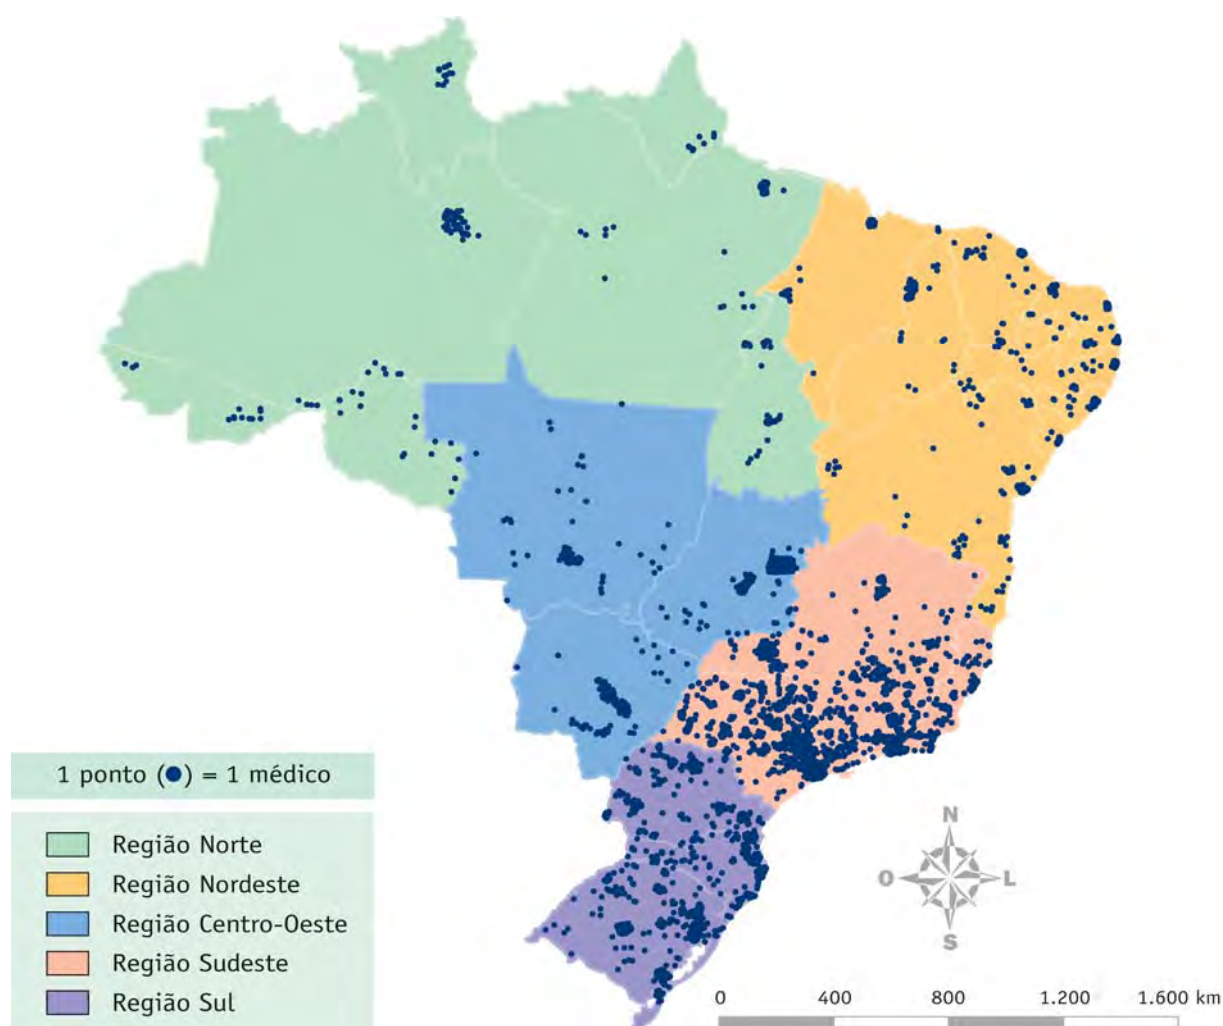 1 ponto (●) = 1 médico
Região Norte
Região Nordeste
Região Centro-Oeste
Região Sudeste
Região Sul
N
O L
S
0 400 800 1.200 1.600 km